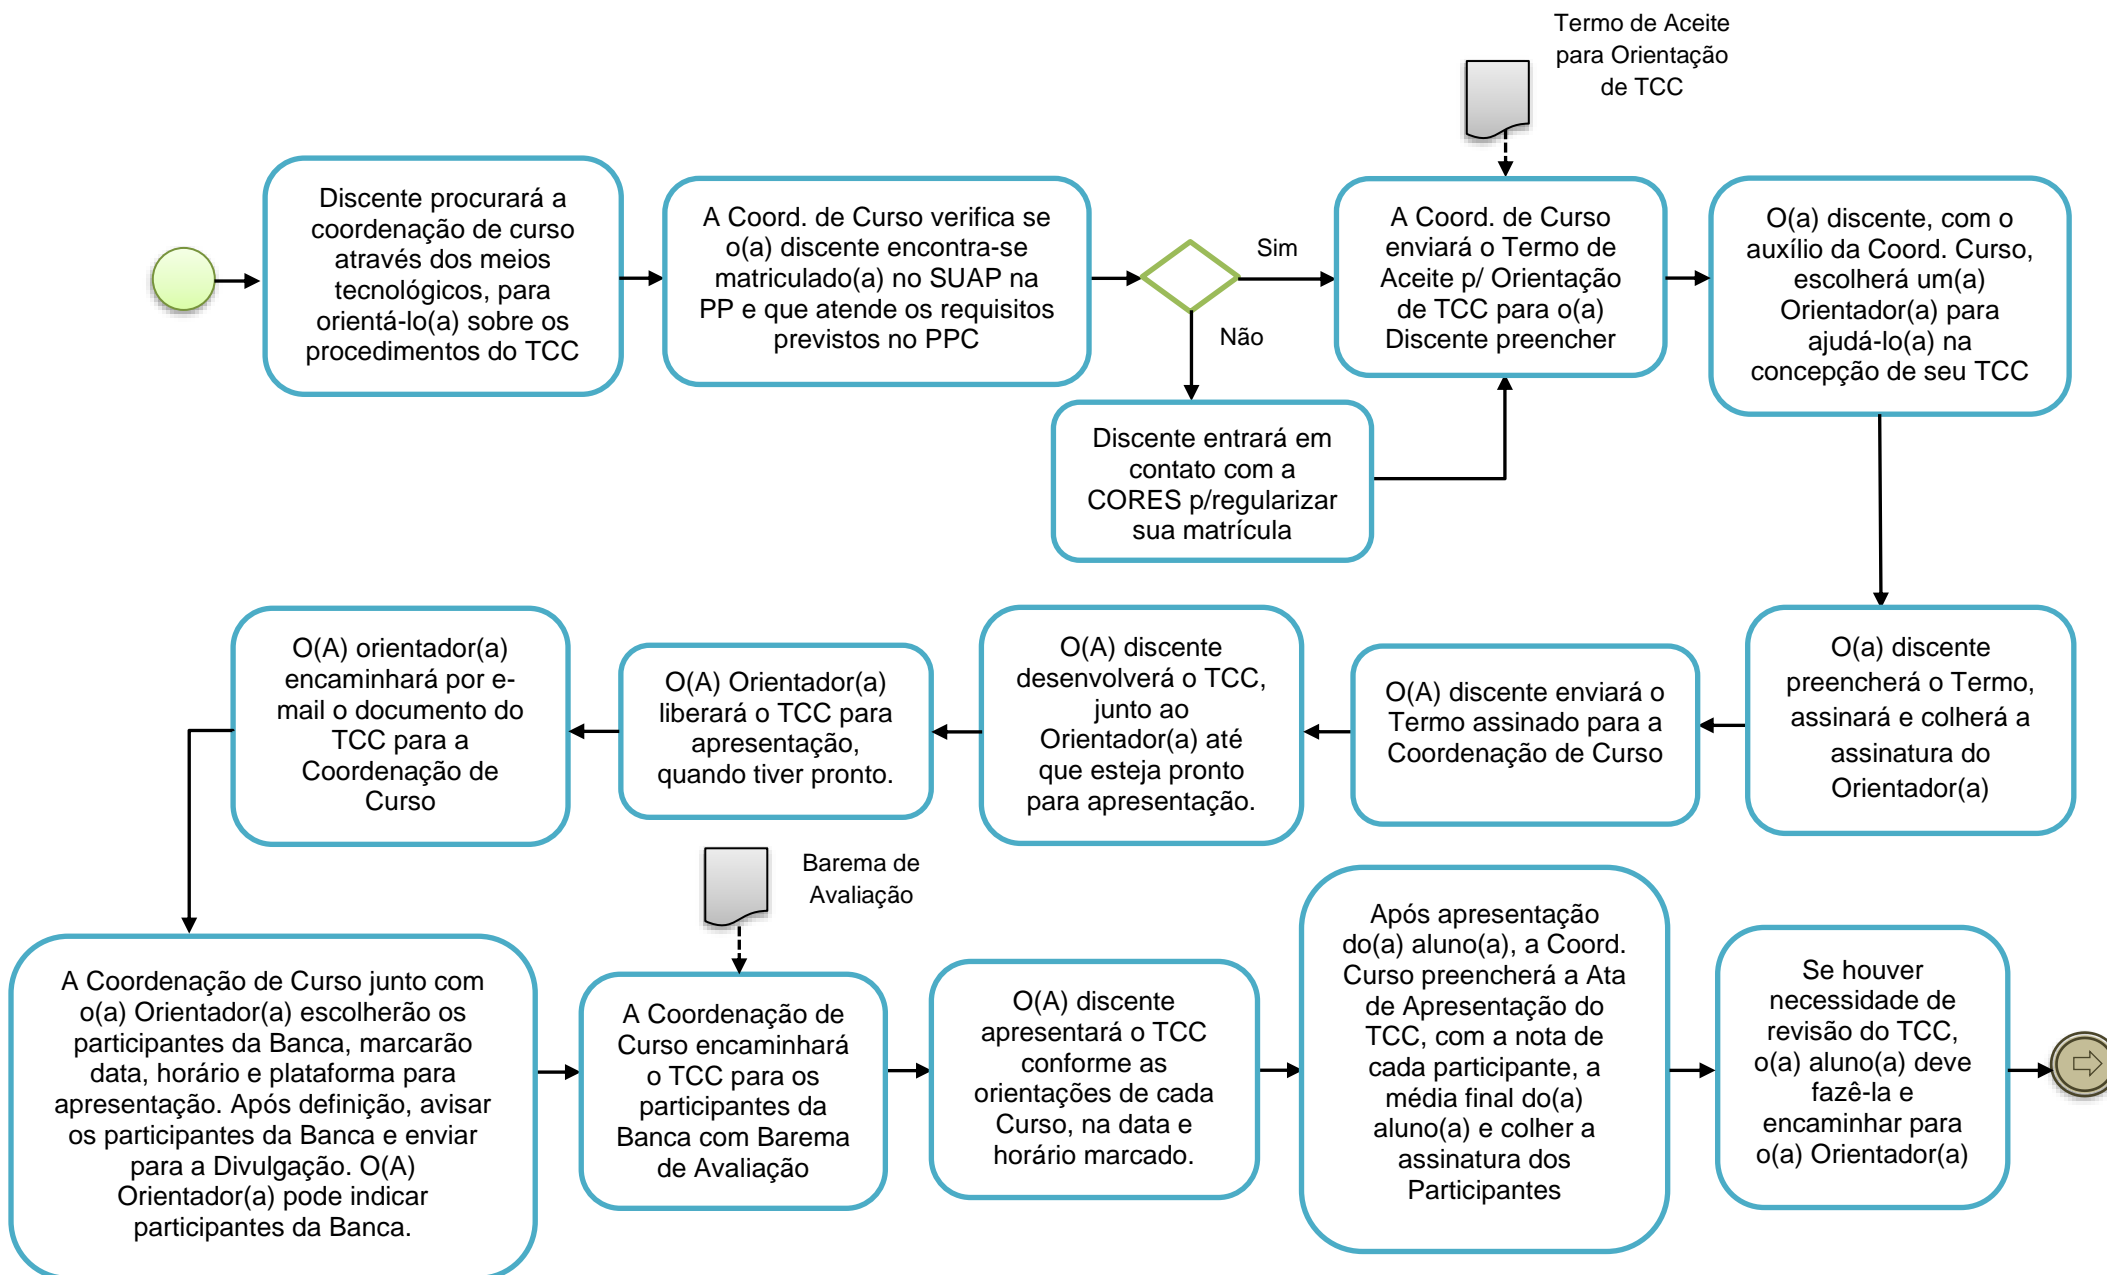 Termo de Aceite
para Orientação
de TCC
Discente procurará a
coordenação de curso
através dos meios
tecnológicos, para
orientá-lo(a) sobre os
procedimentos do TCC
A Coord. de Curso verifica se
o(a) discente encontra-se
matriculado(a) no SUAP na
PP e que atende os requisitos
previstos no PPC
Sim
Não
A Coord. de Curso
enviará o Termo de
Aceite p/ Orientação
de TCC para o(a)
Discente preencher
O(a) discente, com o
auxílio da Coord. Curso,
escolherá um(a)
Orientador(a) para
ajudá-lo(a) na
concepção de seu TCC
Discente entrará em
contato com a
CORES p/regularizar
sua matrícula
O(a) discente
preencherá o Termo,
assinará e colherá a
assinatura do
Orientador(a)
O(A) discente enviará o
Termo assinado para a
Coordenação de Curso
O(A) discente
desenvolverá o TCC,
junto ao
Orientador(a) até
que esteja pronto
para apresentação.
O(A) Orientador(a)
liberará o TCC para
apresentação,
quando tiver pronto.
O(A) orientador(a)
encaminhará por e-
mail o documento do
TCC para a
Coordenação de
Curso
A Coordenação de Curso junto com
o(a) Orientador(a) escolherão os
participantes da Banca, marcarão
data, horário e plataforma para
apresentação. Após definição, avisar
os participantes da Banca e enviar
para a Divulgação. O(A)
Orientador(a) pode indicar
participantes da Banca.
Barema de
Avaliação
A Coordenação de
Curso encaminhará
o TCC para os
participantes da
Banca com Barema
de Avaliação
O(A) discente
apresentará o TCC
conforme as
orientações de cada
Curso, na data e
horário marcado.
Após apresentação
do(a) aluno(a), a Coord.
Curso preencherá a Ata
de Apresentação do
TCC, com a nota de
cada participante, a
média final do(a)
aluno(a) e colher a
assinatura dos
Participantes
Se houver
necessidade de
revisão do TCC,
o(a) aluno(a) deve
fazê-la e
encaminhar para
o(a) Orientador(a)